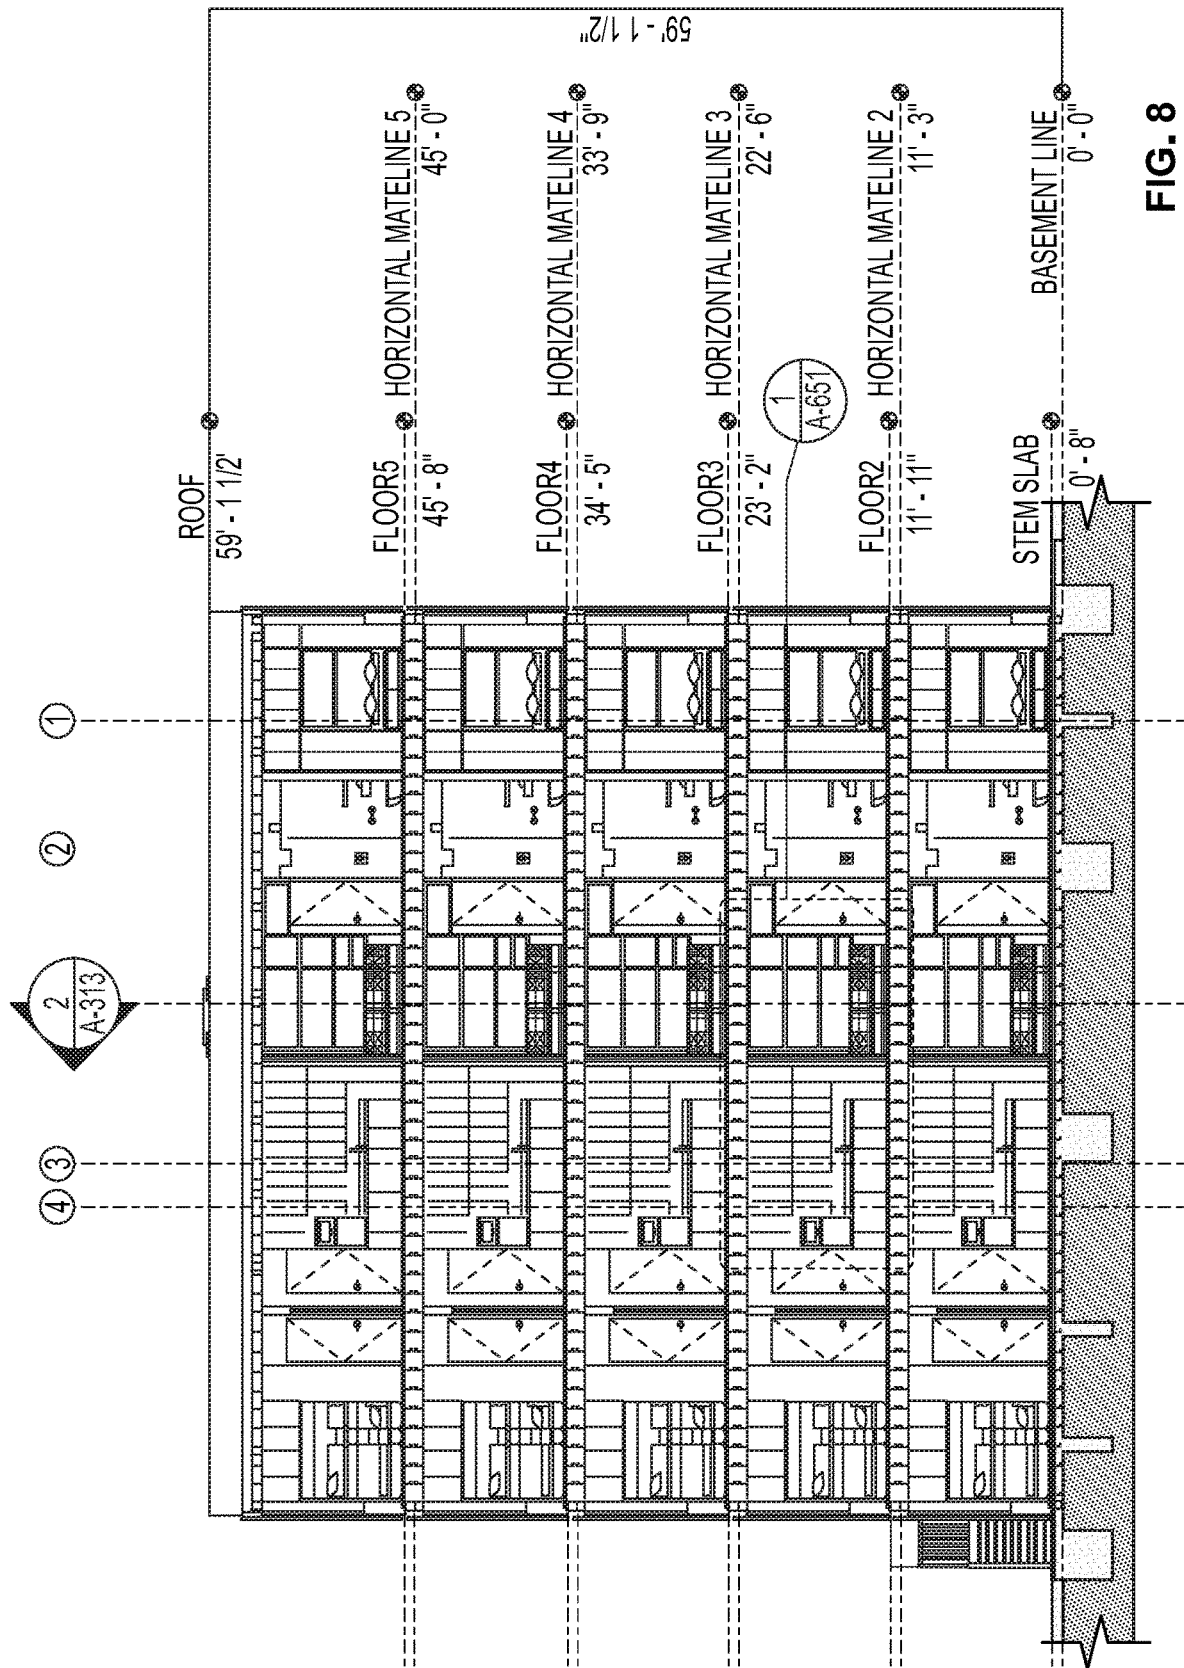 1
2
2
A-313
3
4
ROOF
59' - 1 1/2'
59' - 1 1/2"
FLOOR5
45' - 8"
HORIZONTAL MATELINE 5
45' - 0"
FLOOR4
34' - 5"
HORIZONTAL MATELINE 4
33' - 9"
FLOOR3
23' - 2"
HORIZONTAL MATELINE 3
22' - 6"
1
A-651
FLOOR2
11' - 11"
HORIZONTAL MATELINE 2
11' - 3"
STEM SLAB
0' - 8"
BASEMENT LINE
0' - 0"
FIG. 8